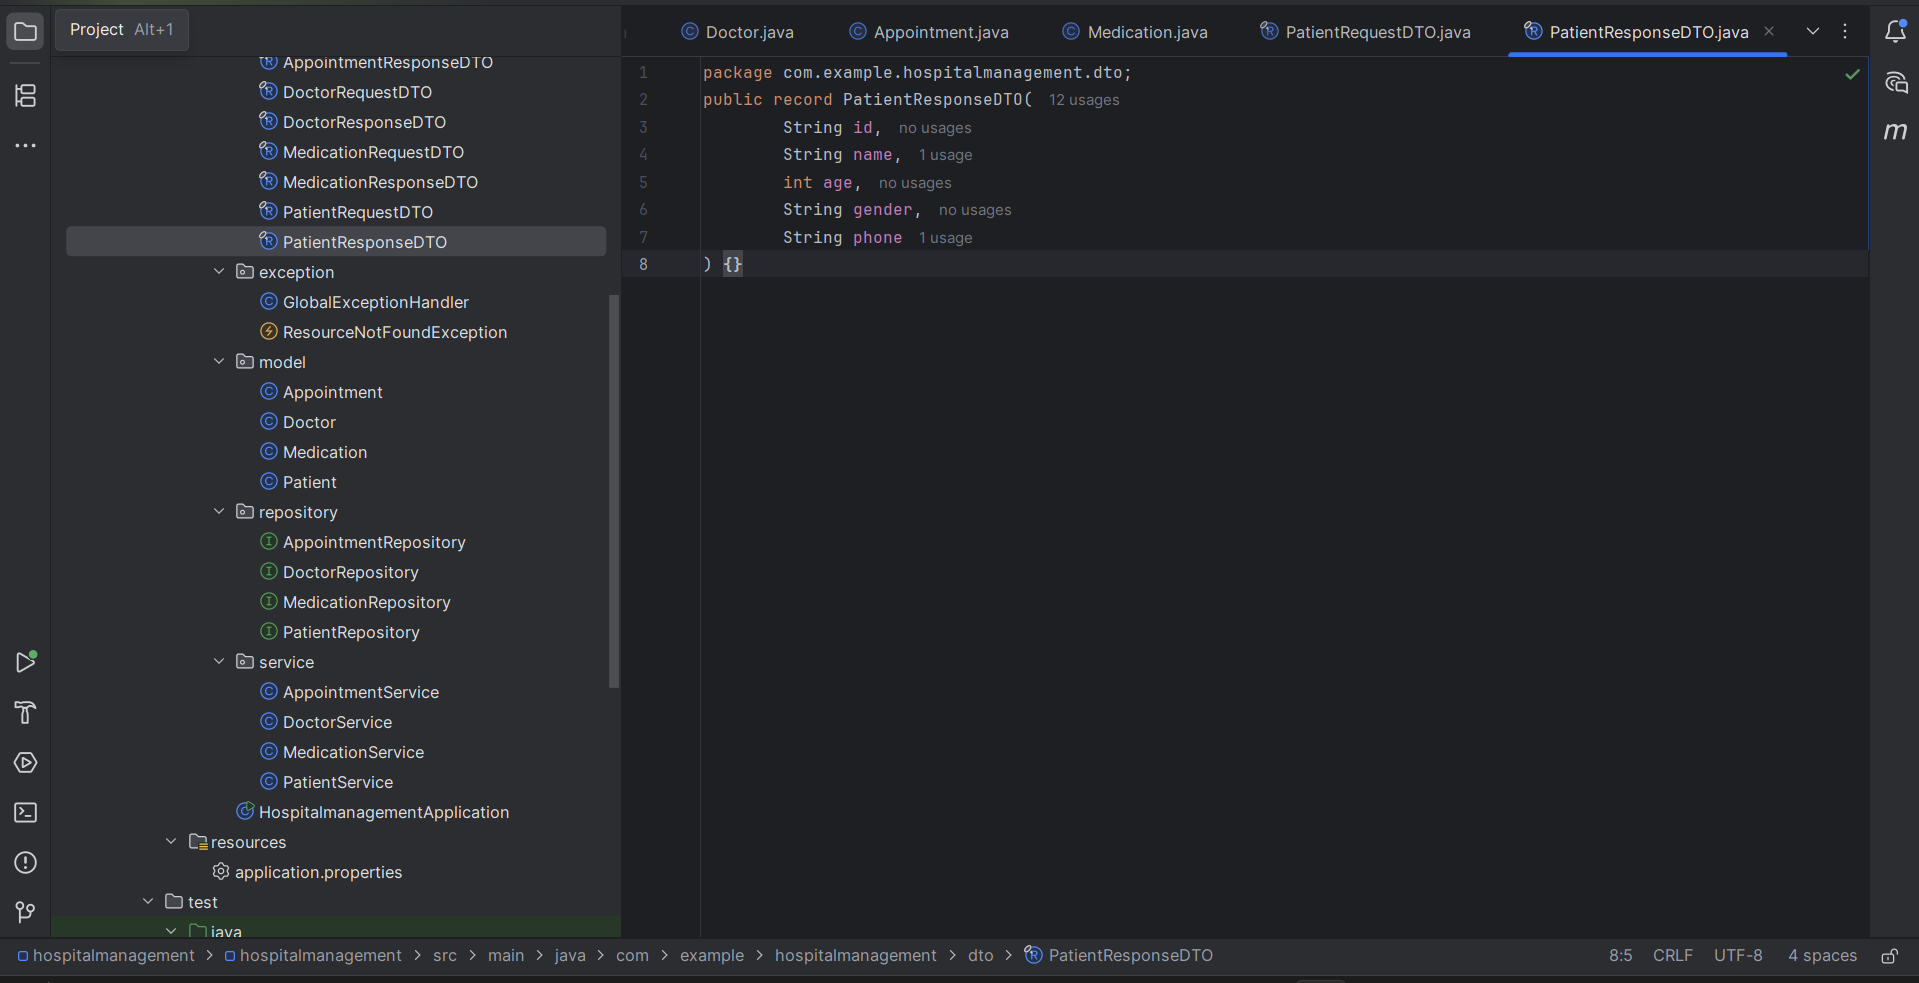 Project Alt+1
Doctor.java
Appointment.java
Medication.java
PatientRequestDTO.java
PatientResponseDTO.java
AppointmentResponseDTO
DoctorRequestDTO
DoctorResponseDTO
MedicationRequestDTO
MedicationResponseDTO
PatientRequestDTO
PatientResponseDTO
exception
GlobalExceptionHandler
ResourceNotFoundException
model
Appointment
Doctor
Medication
Patient
repository
AppointmentRepository
DoctorRepository
MedicationRepository
PatientRepository
service
AppointmentService
DoctorService
MedicationService
PatientService
HospitalmanagementApplication
resources
application.properties
test
java
1 package com.example.hospitalmanagement.dto;
2 public record PatientResponseDTO( 12 usages
3 String id, no usages
4 String name, 1 usage
5 int age, no usages
6 String gender, no usages
7 String phone 1 usage
8 ) {}
m
hospitalmanagement > hospitalmanagement > src > main > java > com > example > hospitalmanagement > dto > PatientResponseDTO
8:5 CRLF UTF-8 4 spaces